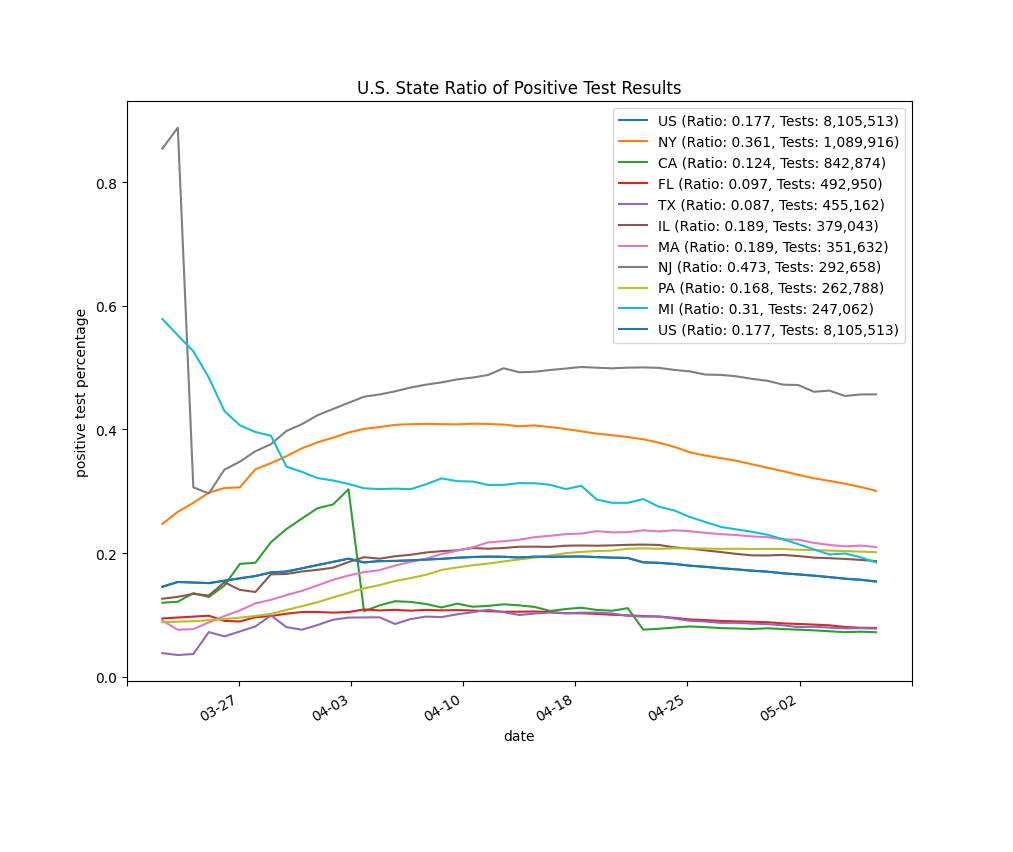 U.S. State Ratio of Positive Test Results
US (Ratio: 0.177, Tests: 8,105,513)
NY (Ratio: 0.361, Tests: 1,089,916)
CA (Ratio: 0.124, Tests: 842,874)
FL (Ratio: 0.097, Tests: 492,950)
TX (Ratio: 0.087, Tests: 455,162)
IL (Ratio: 0.189, Tests: 379,043)
MA (Ratio: 0.189, Tests: 351,632)
NJ (Ratio: 0.473, Tests: 292,658)
PA (Ratio: 0.168, Tests: 262,788)
MI (Ratio: 0.31, Tests: 247,062)
US (Ratio: 0.177, Tests: 8,105,513)
positive test percentage
0.8
0.6
0.4
0.2
0.0
03-27
04-03
04-10
04-18
04-25
05-02
date